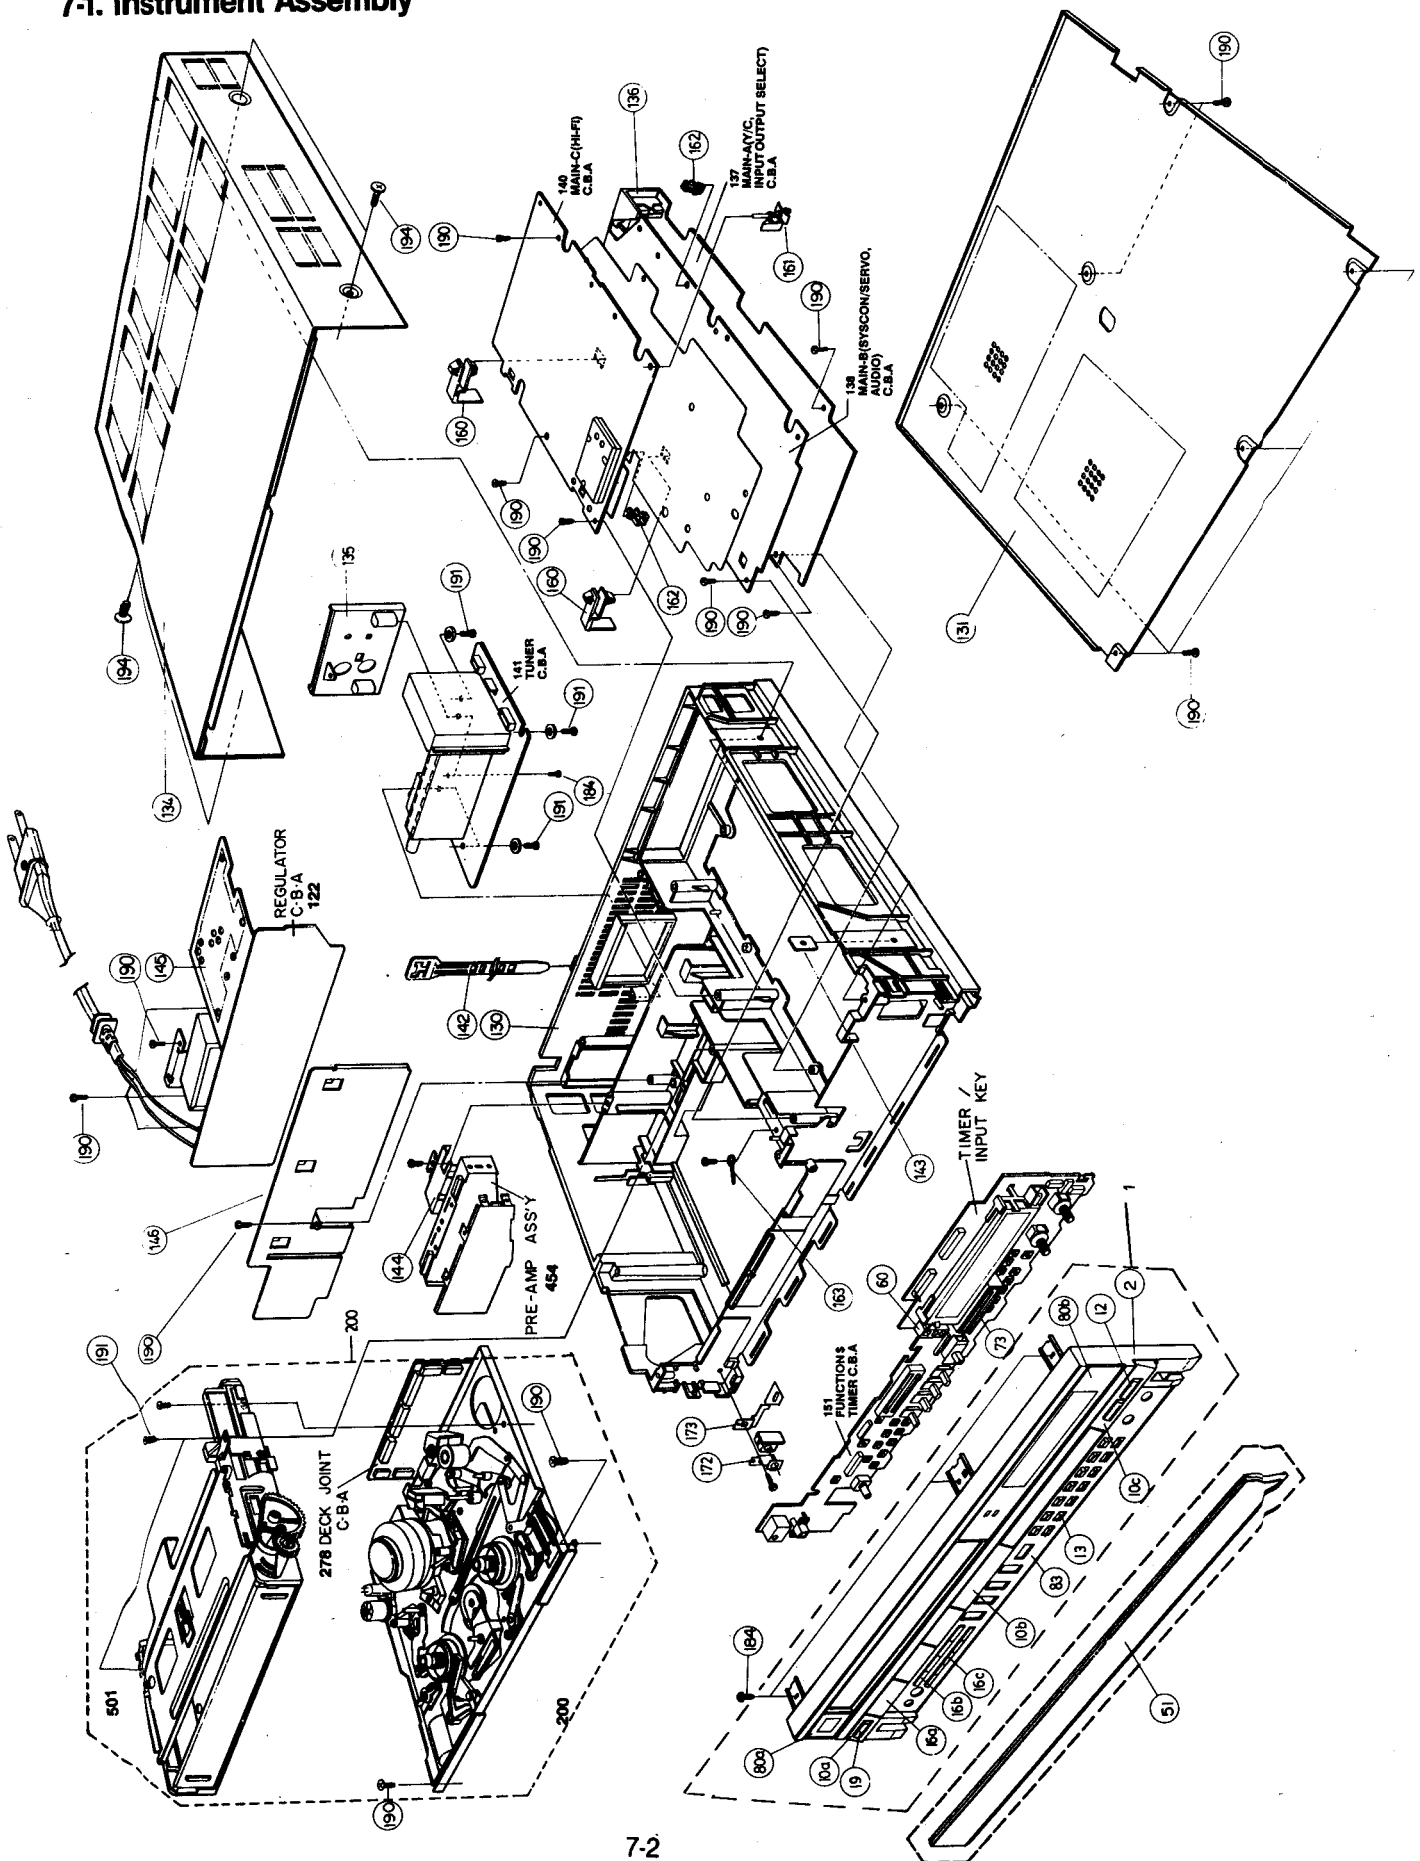 7-1. Instrument Assembly
190
194
194
134
135
191
141
TUNER
C.B.A
191
184
191
140
MAIN-C(HI-FI)
C.B.A
136
162
137
MAIN-A(Y/C,
INPUT OUTPUT SELECT)
C.B.A
190
161
190
160
138
MAIN-B(SYSCON/SERVO,
AUDIO)
C.B.A
190
190
160
162
190
190
131
190
REGULATOR
C·B·A
122
190
145
190
142
130
146
190
144
PRE-AMP ASS'Y
454
143
163
TIMER /
INPUT KEY
1
2
60
73
80b
12
151
FUNCTIONS
TIMER C.B.A
173
172
10c
13
83
10b
16c
16b
16a
184
80a
10a
19
51
191
200
190
278 DECK JOINT
C·B·A
501
200
190
7-2